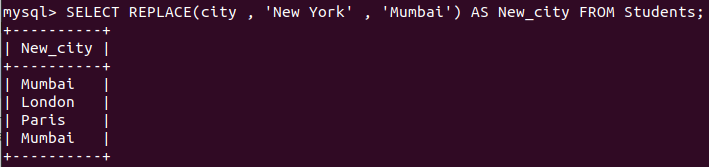 mysql> SELECT REPLACE(city , 'New York' , 'Mumbai') AS New_city FROM Students;
+----------+
| New_city |
+----------+
| Mumbai   |
| London   |
| Paris    |
| Mumbai   |
+----------+